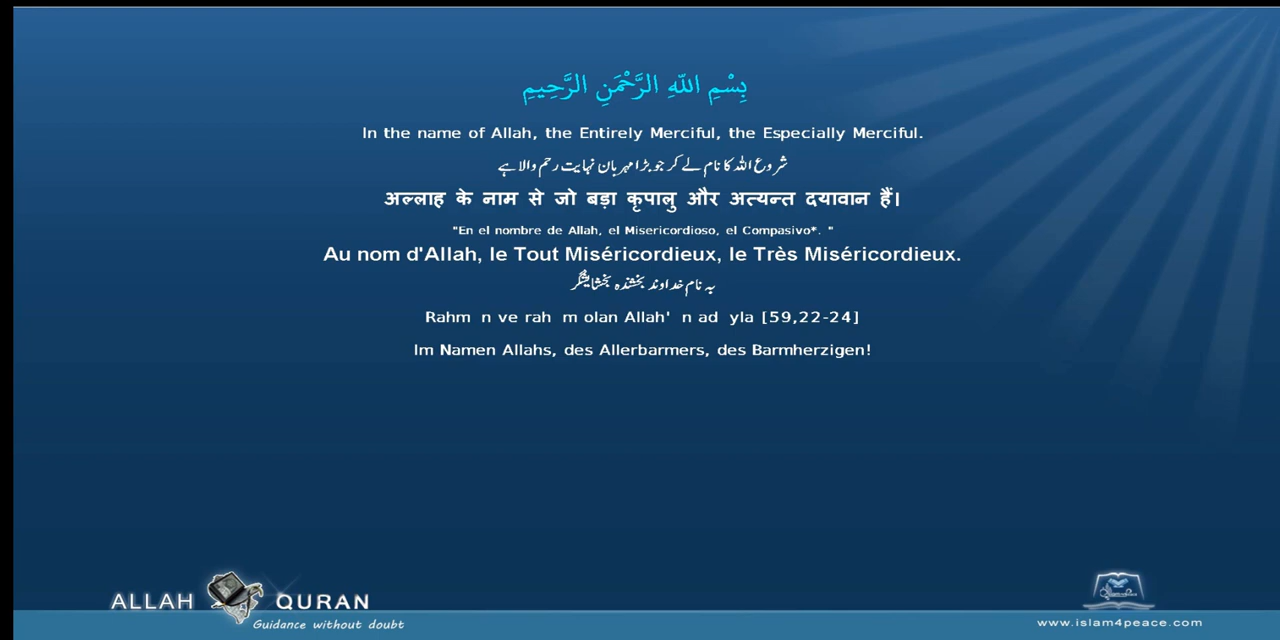 بِسْمِ اللَّهِ الرَّحْمَنِ الرَّحِيمِ
In the name of Allah, the Entirely Merciful, the Especially Merciful.
شروع اللہ کا نام لے کر جو بڑا مہربان نہایت رحم والا ہے
अल्लाह के नाम से जो बड़ा कृपालु और अत्यन्त दयावान हैं।
"En el nombre de Allah, el Misericordioso, el Compasivo*. "
Au nom d'Allah, le Tout Miséricordieux, le Très Miséricordieux.
به نام خداوند بخشنده بخشایشگر
Rahm n ve rah m olan Allah' n ad yla [59,22-24]
Im Namen Allahs, des Allerbarmers, des Barmherzigen!
ALLAH QURAN
Guidance without doubt
www.islam4peace.com